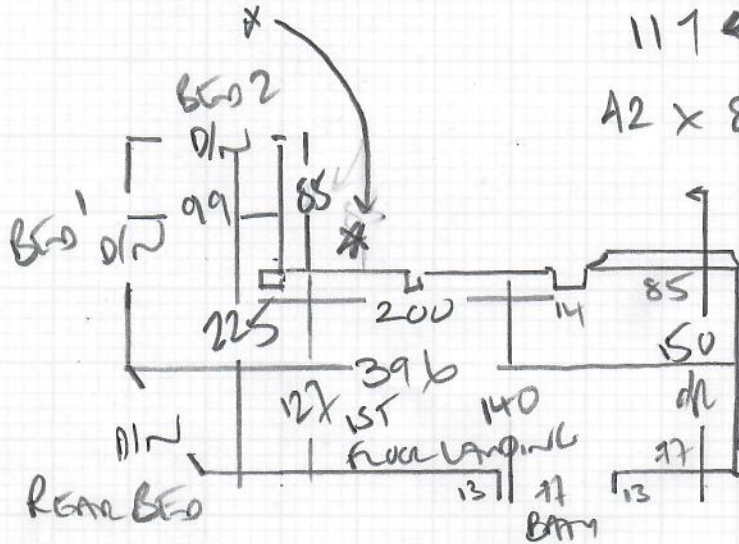 *
117
BED 2
42 x 8
D/N
99
85
BED 1
D/N
*
225
200
14
85
396
150
127
1ST
140
D/N
FLOOR LANDING
77
REAR BED
13
77
13
BATH